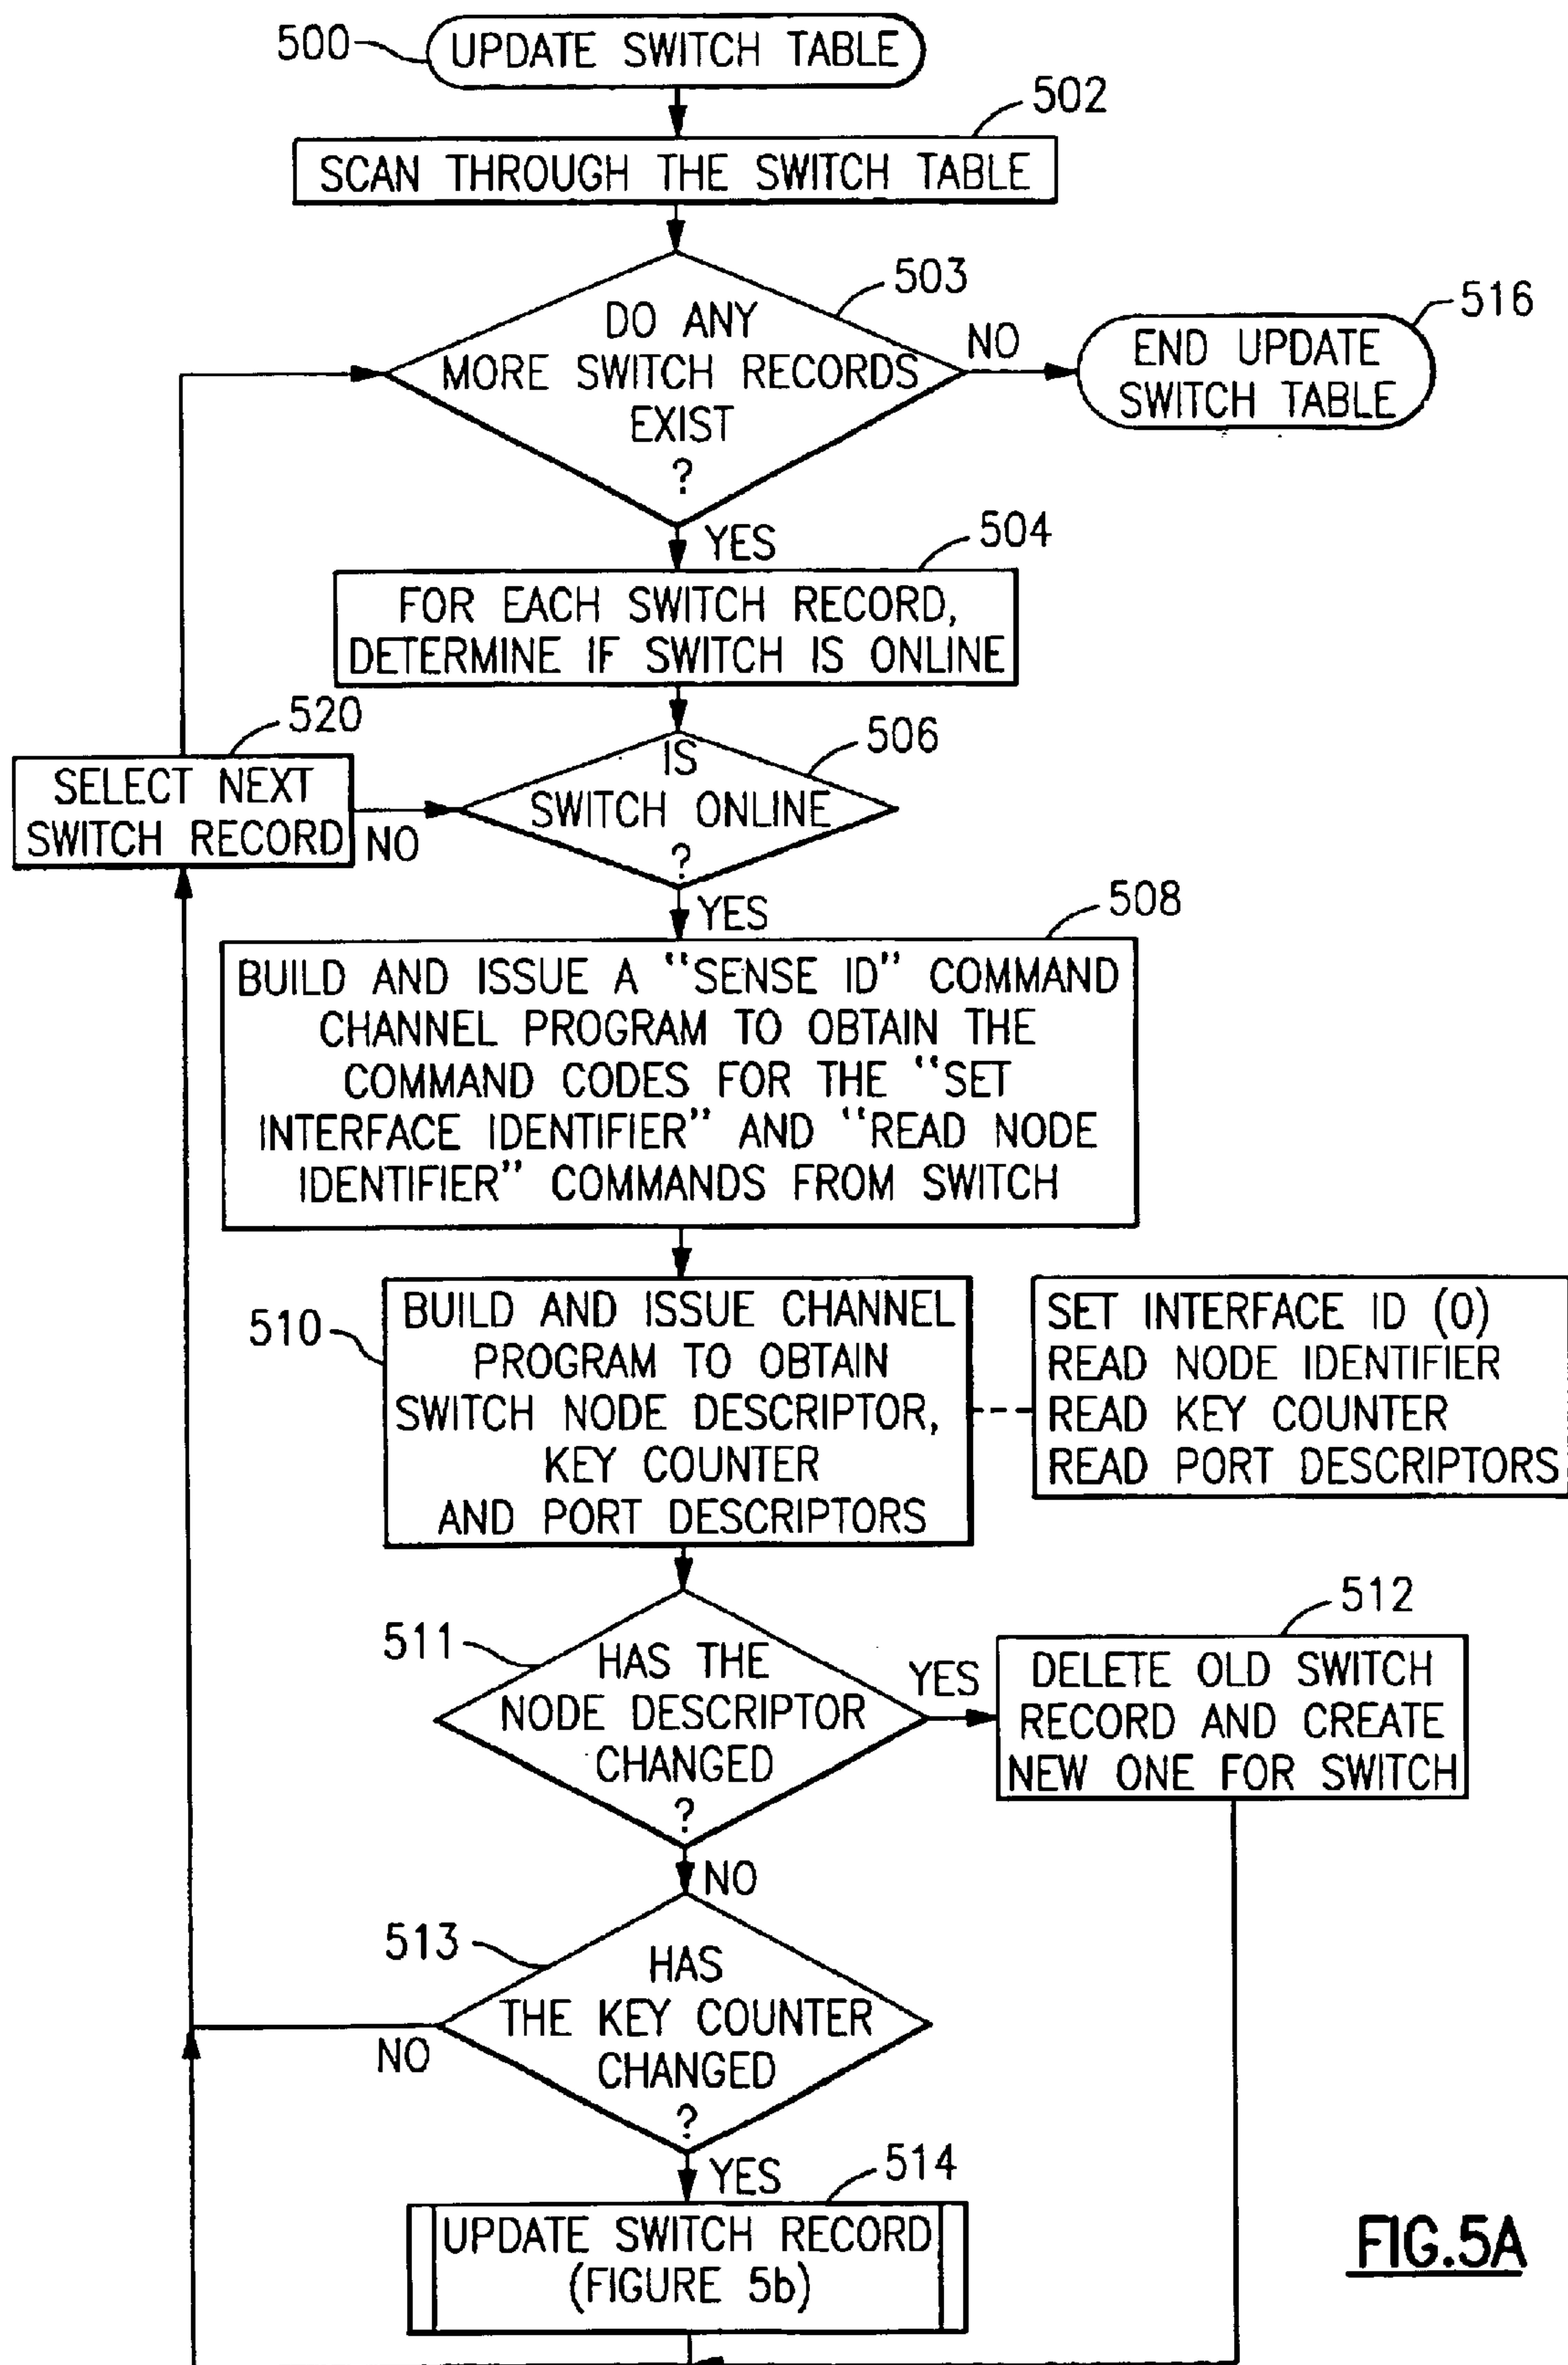 500
UPDATE SWITCH TABLE
502
SCAN THROUGH THE SWITCH TABLE
503
DO ANY
MORE SWITCH RECORDS
EXIST
?
NO
516
END UPDATE
SWITCH TABLE
YES
504
FOR EACH SWITCH RECORD,
DETERMINE IF SWITCH IS ONLINE
520
SELECT NEXT
SWITCH RECORD
NO
506
IS
SWITCH ONLINE
?
YES
508
BUILD AND ISSUE A “SENSE ID” COMMAND
CHANNEL PROGRAM TO OBTAIN THE
COMMAND CODES FOR THE “SET
INTERFACE IDENTIFIER” AND “READ NODE
IDENTIFIER” COMMANDS FROM SWITCH
510
BUILD AND ISSUE CHANNEL
PROGRAM TO OBTAIN
SWITCH NODE DESCRIPTOR,
KEY COUNTER
AND PORT DESCRIPTORS
SET INTERFACE ID (0)
READ NODE IDENTIFIER
READ KEY COUNTER
READ PORT DESCRIPTORS
511
HAS THE
NODE DESCRIPTOR
CHANGED
?
YES
512
DELETE OLD SWITCH
RECORD AND CREATE
NEW ONE FOR SWITCH
NO
513
HAS
THE KEY COUNTER
CHANGED
?
NO
YES
514
UPDATE SWITCH RECORD
(FIGURE 5b)
FIG.5A